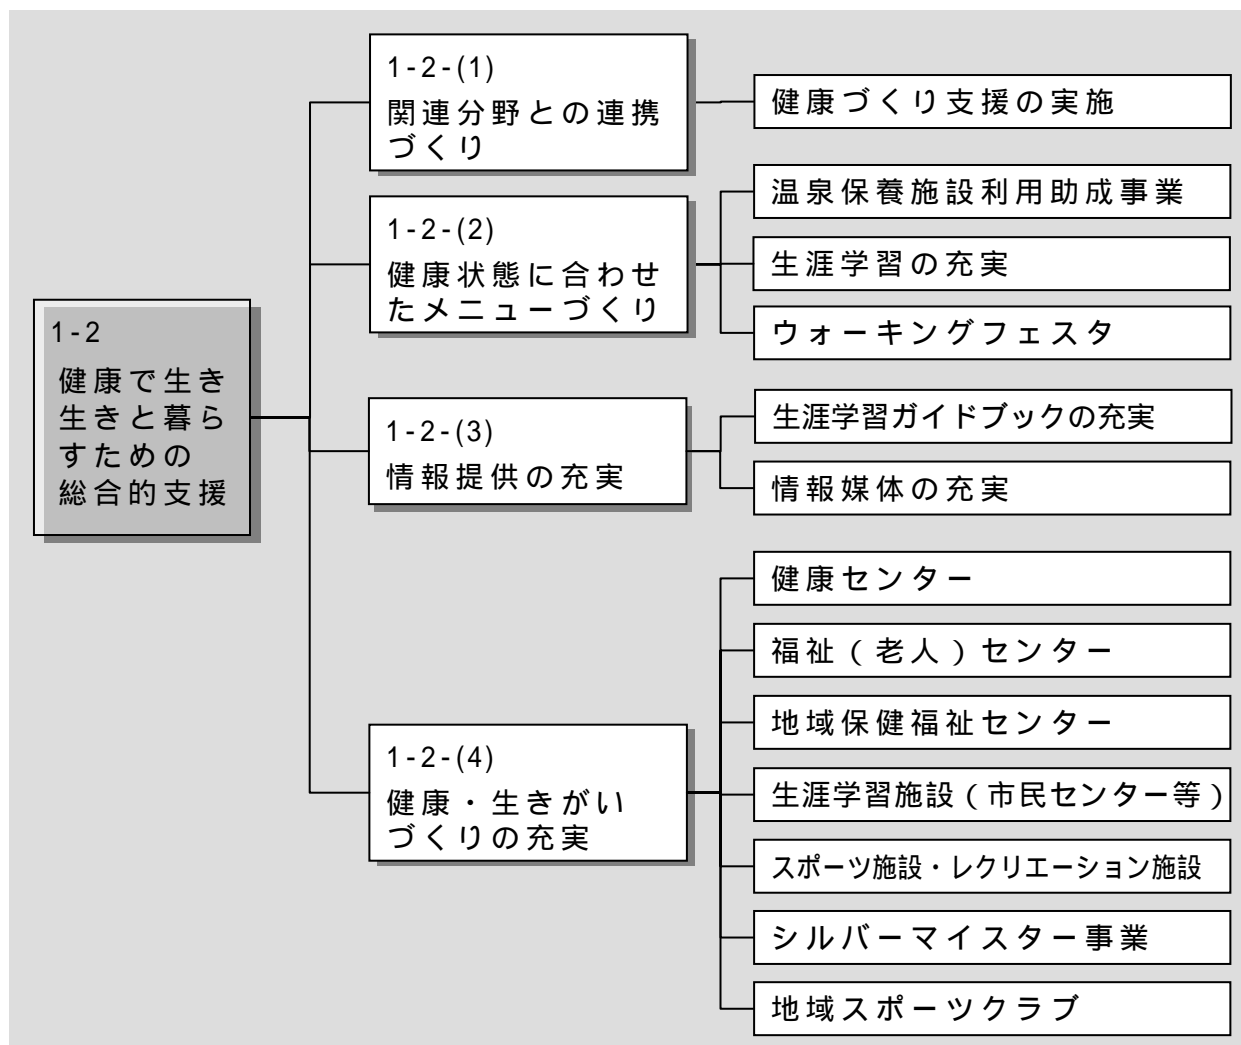 1-2
健康で生き
生きと暮ら
すための
総合的支援
1-2-(1)
関連分野との連携
づくり
健康づくり支援の実施
1-2-(2)
健康状態に合わせ
たメニューづくり
温泉保養施設利用助成事業
生涯学習の充実
ウォーキングフェスタ
1-2-(3)
情報提供の充実
生涯学習ガイドブックの充実
情報媒体の充実
1-2-(4)
健康・生きがい
づくりの充実
健康センター
福祉(老人)センター
地域保健福祉センター
生涯学習施設(市民センター等)
スポーツ施設・レクリエーション施設
シルバーマイスター事業
地域スポーツクラブ